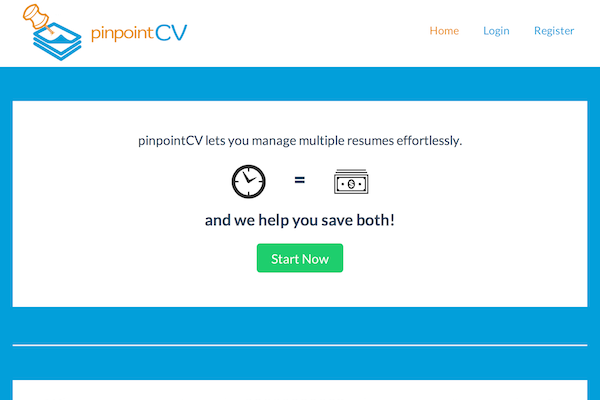 pinpointCV
Home Login Register
pinpointCV lets you manage multiple resumes effortlessly.
=
and we help you save both!
Start Now